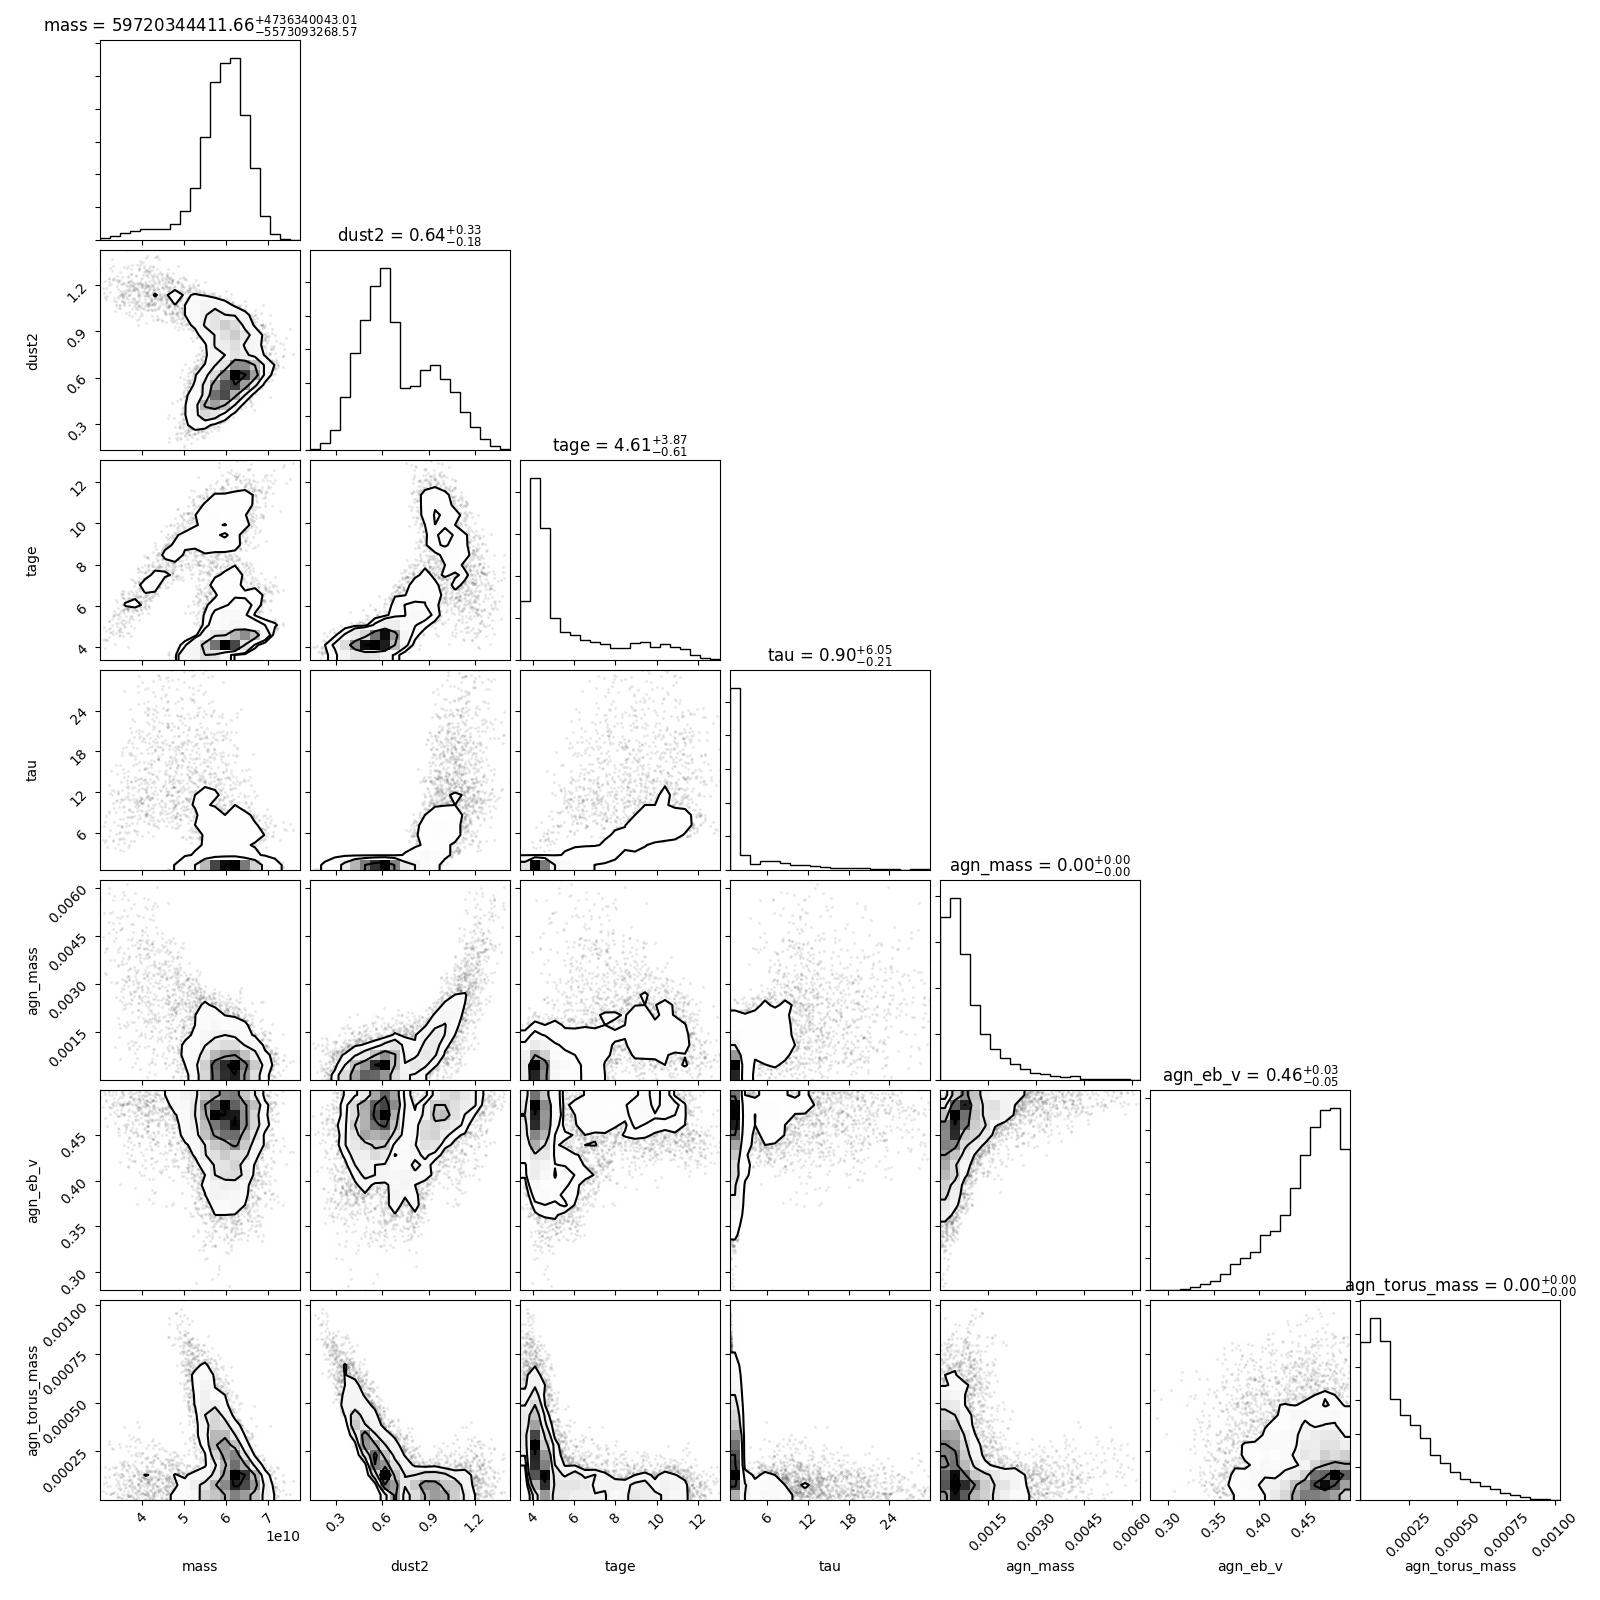 mass = 59720344411.66+4736340043.01−5573093268.57
dust2 = 0.64+0.33−0.18
1.2
0.9
0.6
0.3
dust2
tage = 4.61+3.87−0.61
12
10
8
6
4
tage
tau = 0.90+6.05−0.21
24
18
12
6
tau
agn_mass = 0.00+0.00−0.00
0.0060
0.0045
0.0030
0.0015
agn_mass
agn_eb_v = 0.46+0.03−0.05
0.45
0.40
0.35
0.30
agn_eb_v
agn_torus_mass = 0.00+0.00−0.00
0.00100
0.00075
0.00050
0.00025
agn_torus_mass
4 5 6 7 0.3 0.6 0.9 1.2 4 6 8 10 12 6 12 18 24 0.0015 0.0030 0.0045 0.0060 0.30 0.35 0.40 0.45 0.00025 0.00050 0.00075 0.00100
1e10
mass dust2 tage tau agn_mass agn_eb_v agn_torus_mass